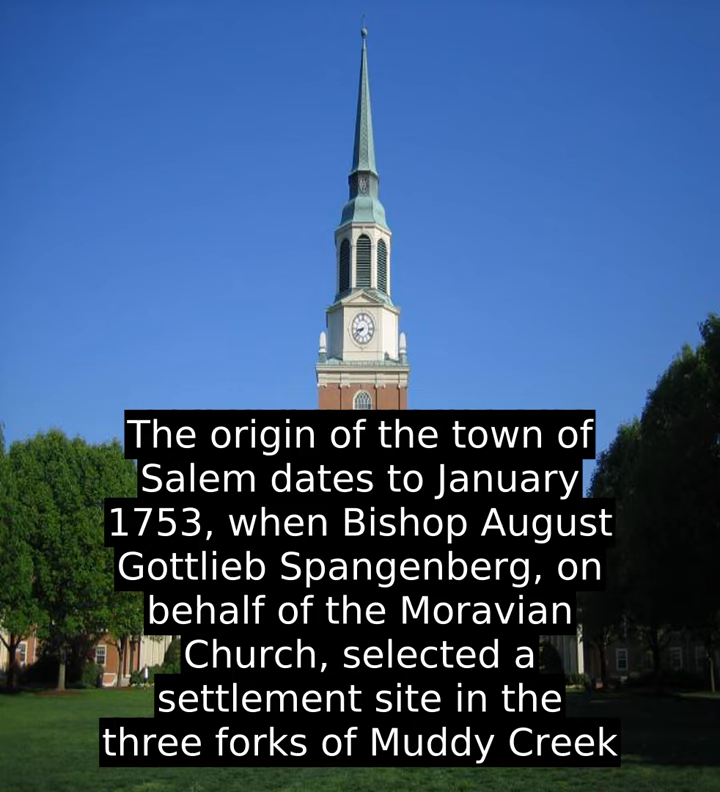 The origin of the town of
Salem dates to January
1753, when Bishop August
Gottlieb Spangenberg, on
behalf of the Moravian
Church, selected a
settlement site in the
three forks of Muddy Creek